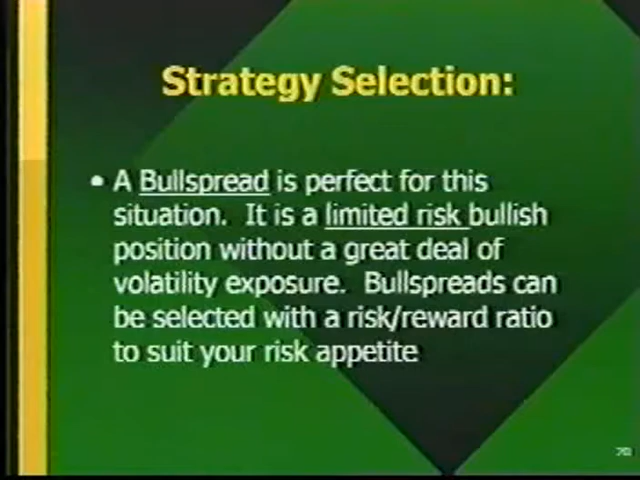 Strategy Selection:
• A Bullspread is perfect for this
situation. It is a limited risk bullish
position without a great deal of
volatility exposure. Bullspreads can
be selected with a risk/reward ratio
to suit your risk appetite